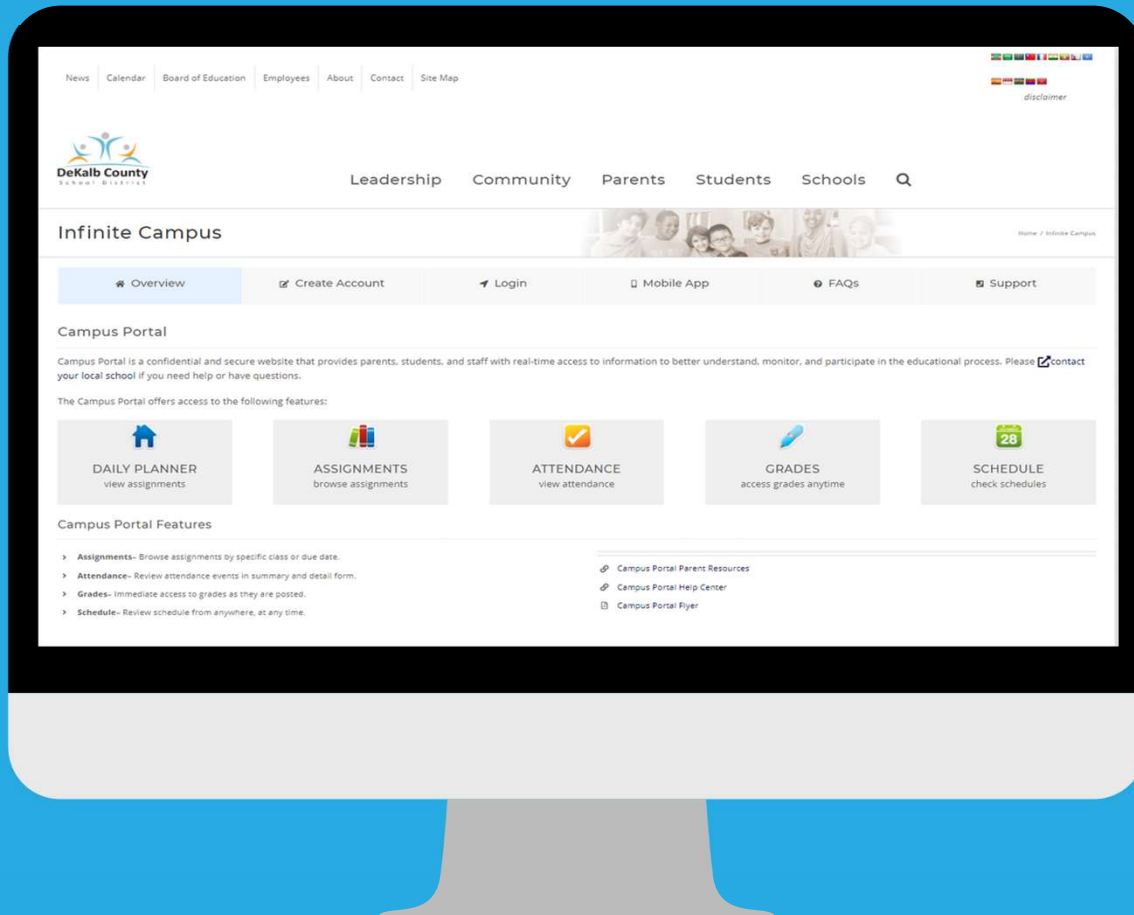 News Calendar Board of Education Employees About Contact Site Map
disclaimer
DeKalb County
School District
Leadership Community Parents Students Schools
Infinite Campus
Home / Infinite Campus
Overview Create Account Login Mobile App FAQs Support
Campus Portal
Campus Portal is a confidential and secure website that provides parents, students, and staff with real-time access to information to better understand, monitor, and participate in the educational process. Please contact
your local school if you need help or have questions.
The Campus Portal offers access to the following features:
28
DAILY PLANNER ASSIGNMENTS ATTENDANCE GRADES SCHEDULE
view assignments browse assignments view attendance access grades anytime check schedules
Campus Portal Features
Assignments– Browse assignments by specific class or due date.
Attendance– Review attendance events in summary and detail form.
Grades– Immediate access to grades as they are posted.
Schedule– Review schedule from anywhere, at any time.
Campus Portal Parent Resources
Campus Portal Help Center
Campus Portal Flyer